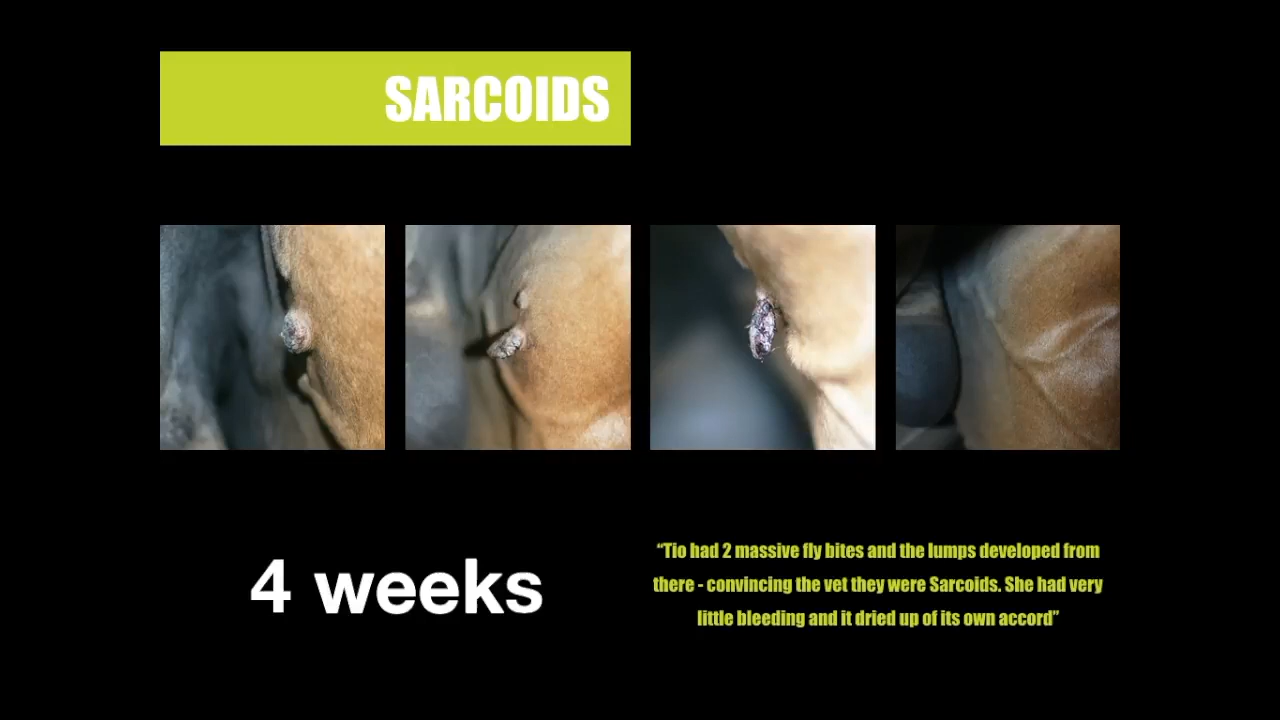 SARCOIDS
4 weeks
“Tio had 2 massive fly bites and the lumps developed from
there - convincing the vet they were Sarcoids. She had very
little bleeding and it dried up of its own accord”